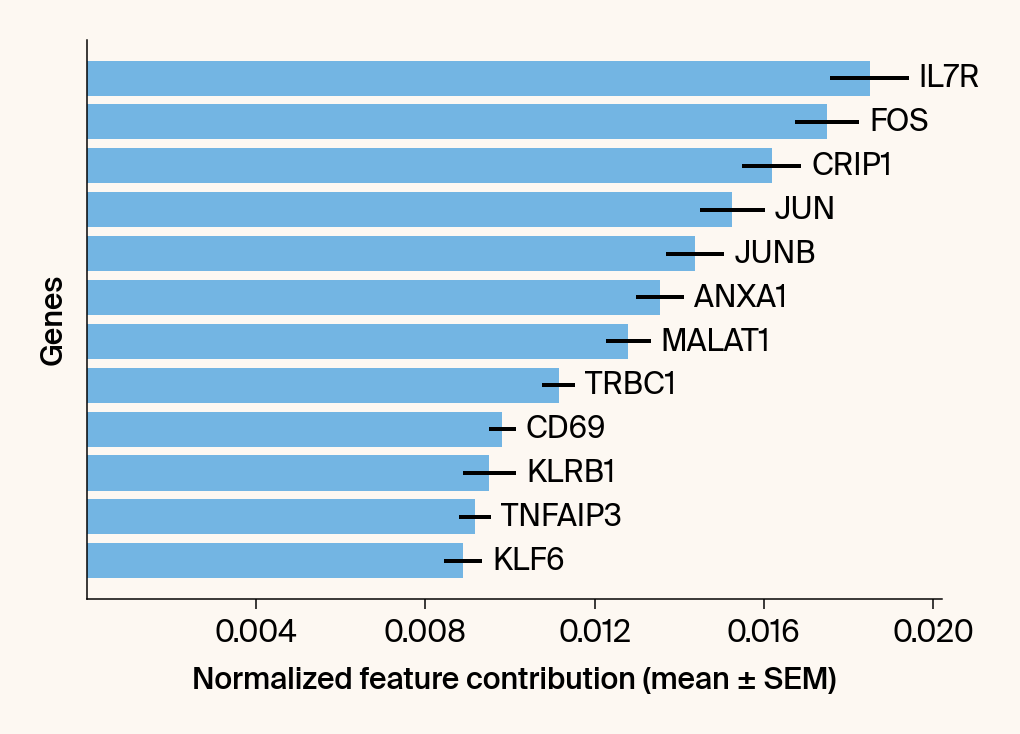 IL7R
FOS
CRIP1
JUN
JUNB
ANXA1
MALAT1
TRBC1
CD69
KLRB1
TNFAIP3
KLF6
Genes
0.004 0.008 0.012 0.016 0.020
Normalized feature contribution (mean ± SEM)